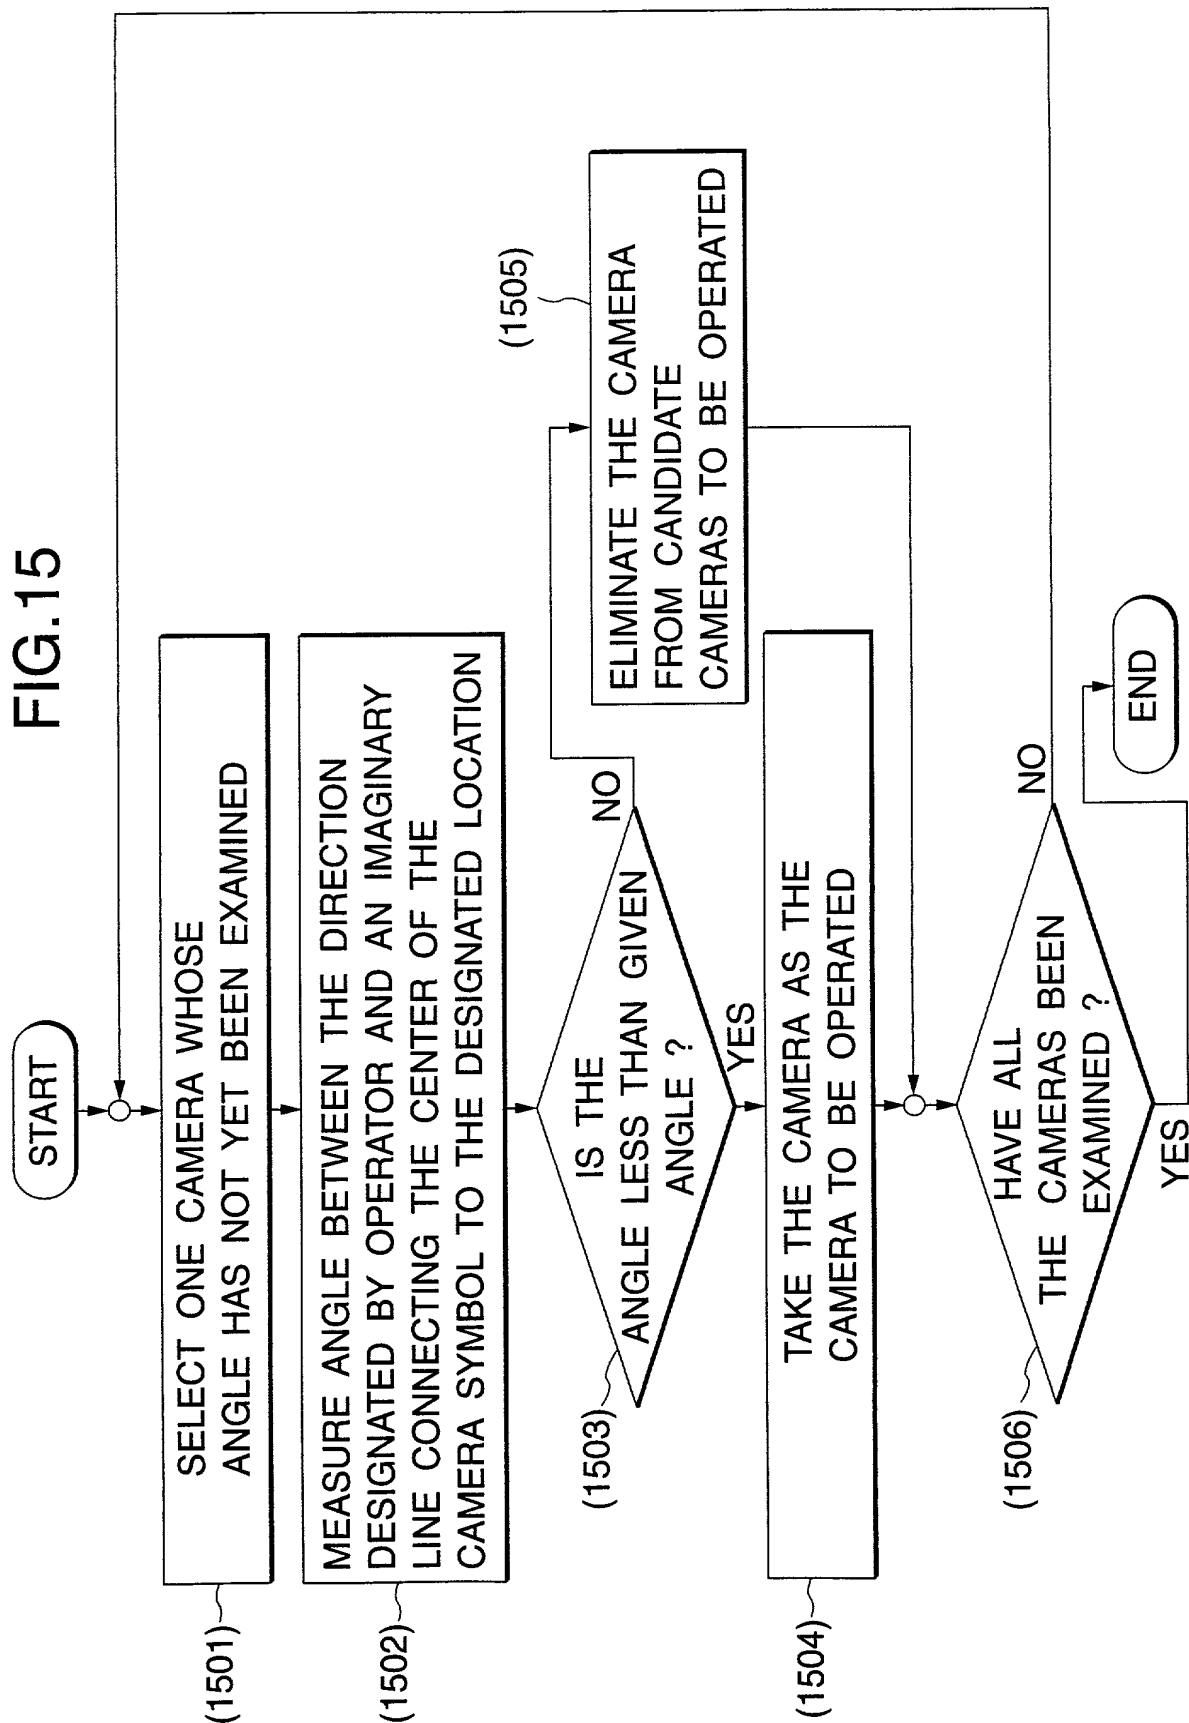 FIG.15
START
SELECT ONE CAMERA WHOSE
ANGLE HAS NOT YET BEEN EXAMINED
(1501)
MEASURE ANGLE BETWEEN THE DIRECTION
DESIGNATED BY OPERATOR AND AN IMAGINARY
LINE CONNECTING THE CENTER OF THE
CAMERA SYMBOL TO THE DESIGNATED LOCATION
(1502)
IS THE
ANGLE LESS THAN GIVEN
ANGLE ?
(1503)
NO
YES
ELIMINATE THE CAMERA
FROM CANDIDATE
CAMERAS TO BE OPERATED
(1505)
TAKE THE CAMERA AS THE
CAMERA TO BE OPERATED
(1504)
HAVE ALL
THE CAMERAS BEEN
EXAMINED ?
(1506)
NO
YES
END